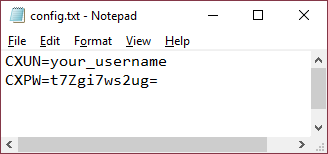 config.txt - Notepad
File Edit Format View Help
CXUN=your_username
CXPW=t7Zgi7ws2ug=